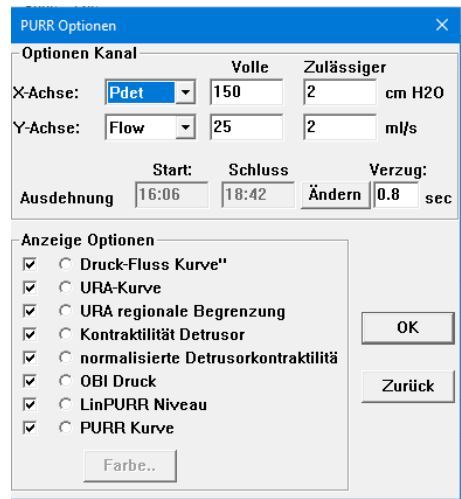 PURR Optionen
Optionen Kanal
Volle Zulässiger
X-Achse: Pdet 150 2 cm H2O
Y-Achse: Flow 25 2 ml/s
Start: Schluss Verzug:
Ausdehnung 16:06 18:42 Ändern 0.8 sec
Anzeige Optionen
Druck-Fluss Kurve"
URA-Kurve
URA regionale Begrenzung
Kontraktilität Detrusor
OK
normalisierte Detrusorkontraktilitä
OBI Druck
Zurück
LinPURR Niveau
PURR Kurve
Farbe..